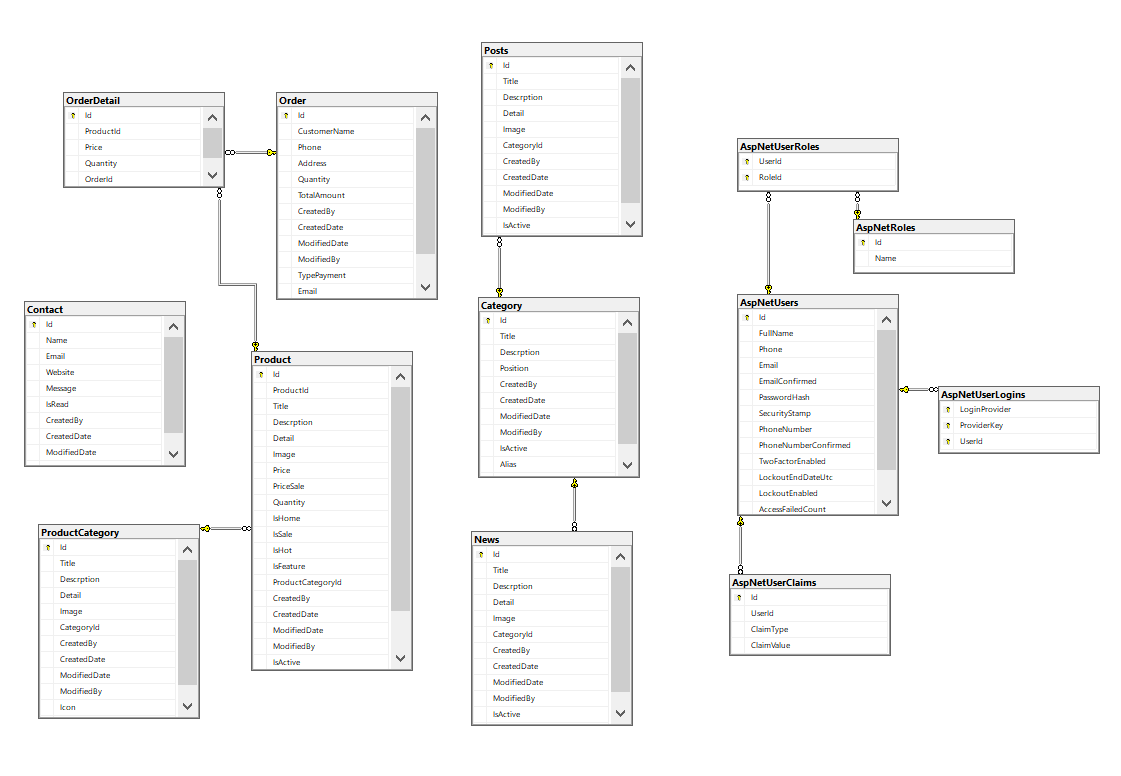 OrderDetail
Id
ProductId
Price
Quantity
OrderId
Order
Id
CustomerName
Phone
Address
Quantity
TotalAmount
CreatedBy
CreatedDate
ModifiedDate
ModifiedBy
TypePayment
Email
Contact
Id
Name
Email
Website
Message
IsRead
CreatedBy
CreatedDate
ModifiedDate
Product
Id
ProductId
Title
Descrption
Detail
Image
Price
PriceSale
Quantity
IsHome
IsSale
IsHot
IsFeature
ProductCategoryId
CreatedBy
CreatedDate
ModifiedDate
ModifiedBy
IsActive
ProductCategory
Id
Title
Descrption
Detail
Image
CategoryId
CreatedBy
CreatedDate
ModifiedDate
ModifiedBy
Icon
Posts
Id
Title
Descrption
Detail
Image
CategoryId
CreatedBy
CreatedDate
ModifiedDate
ModifiedBy
IsActive
Category
Id
Title
Descrption
Position
CreatedBy
CreatedDate
ModifiedDate
ModifiedBy
IsActive
Alias
News
Id
Title
Descrption
Detail
Image
CategoryId
CreatedBy
CreatedDate
ModifiedDate
ModifiedBy
IsActive
AspNetUserRoles
UserId
RoleId
AspNetRoles
Id
Name
AspNetUsers
Id
FullName
Phone
Email
EmailConfirmed
PasswordHash
SecurityStamp
PhoneNumber
PhoneNumberConfirmed
TwoFactorEnabled
LockoutEndDateUtc
LockoutEnabled
AccessFailedCount
AspNetUserLogins
LoginProvider
ProviderKey
UserId
AspNetUserClaims
Id
UserId
ClaimType
ClaimValue